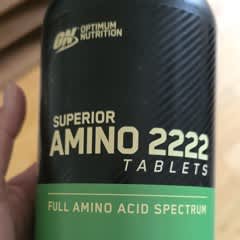 ON OPTIMUM
NUTRITION
SUPERIOR
AMINO 2222
TABLETS
FULL AMINO ACID SPECTRUM